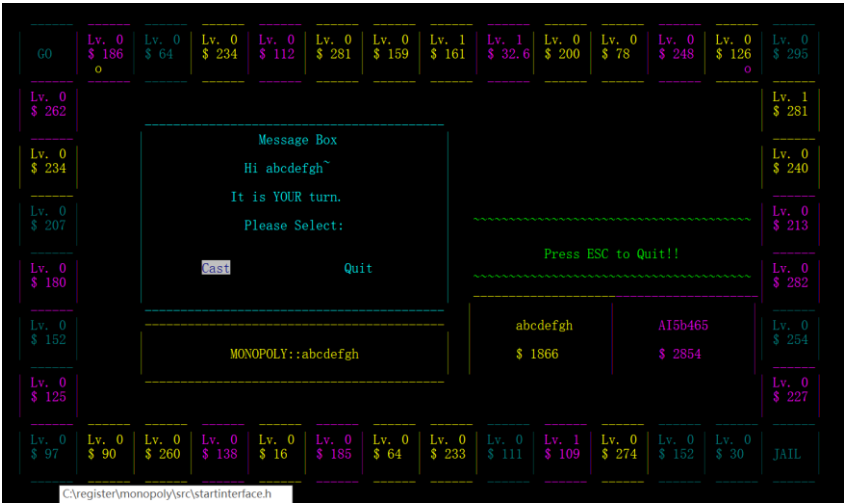 GO Lv. 0 Lv. 0 Lv. 0 Lv. 0 Lv. 0 Lv. 0 Lv. 1 Lv. 1 Lv. 0 Lv. 0 Lv. 0 Lv. 0 Lv. 0
$ 186 $ 64 $ 234 $ 112 $ 281 $ 159 $ 161 $ 32.6 $ 200 $ 78 $ 248 $ 126 $ 295
o o
Lv. 0 Lv. 1
$ 262 $ 281
Message Box
Lv. 0 Lv. 0
$ 234 Hi abcdefgh~ $ 240
It is YOUR turn.
Lv. 0 Lv. 0
$ 207 Please Select: $ 213
Press ESC to Quit!!
Lv. 0 Cast Quit Lv. 0
$ 180 $ 282
Lv. 0 abcdefgh AI5b465 Lv. 0
$ 152 $ 254
MONOPOLY::abcdefgh $ 1866 $ 2854
Lv. 0 Lv. 0
$ 125 $ 227
Lv. 0 Lv. 0 Lv. 0 Lv. 0 Lv. 0 Lv. 0 Lv. 0 Lv. 0 Lv. 0 Lv. 1 Lv. 0 Lv. 0 Lv. 0
$ 97 $ 90 $ 260 $ 138 $ 16 $ 185 $ 64 $ 233 $ 111 $ 109 $ 274 $ 152 $ 30 JAIL
C:\register\monopoly\src\startinterface.h